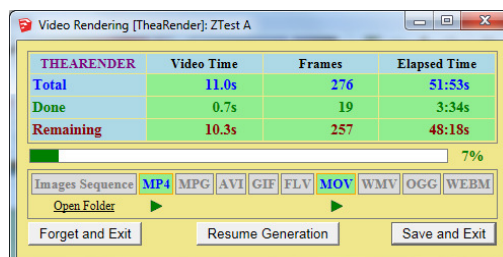 Video Rendering [TheaRender]: ZTest A
THEARENDER Video Time Frames Elapsed Time
Total 11.0s 276 51:53s
Done 0.7s 19 3:34s
Remaining 10.3s 257 48:18s
7%
Images Sequence MP4 MPG AVI GIF FLV MOV WMV OGG WEBM
Open Folder
Forget and Exit Resume Generation Save and Exit